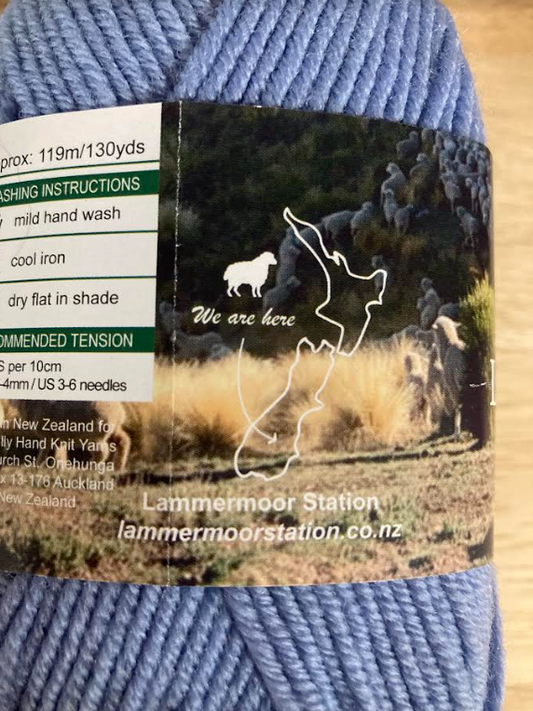 prox: 119m/130yds
ASHING INSTRUCTIONS
mild hand wash
cool iron
dry flat in shade
OMMENDED TENSION
S per 10cm
-4mm / US 3-6 needles
in New Zealand for
lly Hand Knit Yarns
urch St. Onehunga
x 13-176 Auckland
New Zealand
We are here
Lammermoor Station
lammermoorstation.co.nz